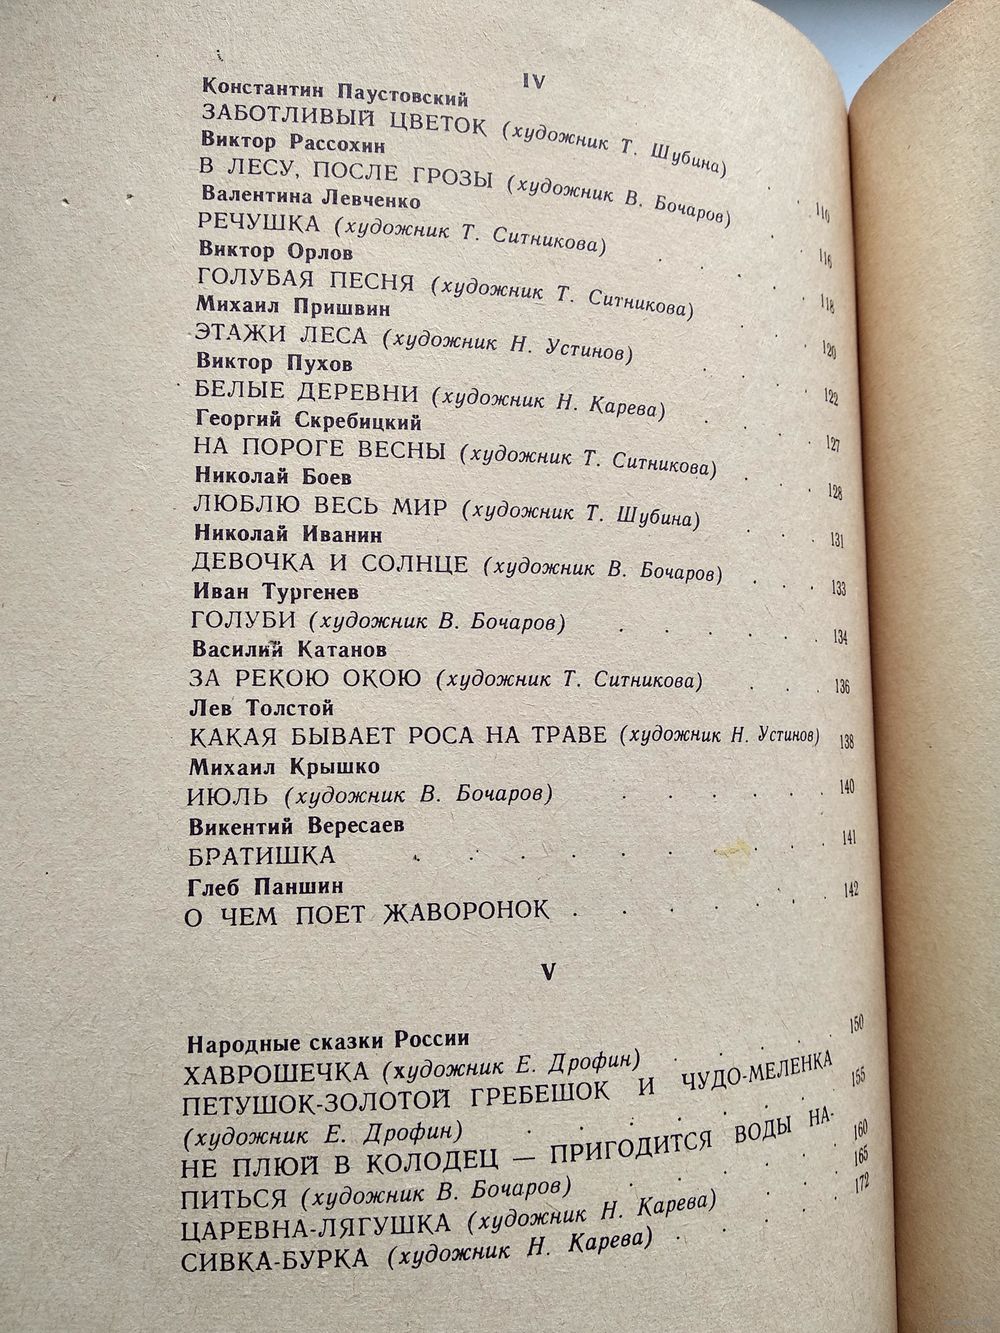 IV
Константин Паустовский
ЗАБОТЛИВЫЙ ЦВЕТОК (художник Т. Шубина) . . 110
Виктор Рассохин
В ЛЕСУ, ПОСЛЕ ГРОЗЫ (художник В. Бочаров) . . 116
Валентина Левченко
РЕЧУШКА (художник Т. Ситникова) . . . . . 118
Виктор Орлов
ГОЛУБАЯ ПЕСНЯ (художник Т. Ситникова) . . . 120
Михаил Пришвин
ЭТАЖИ ЛЕСА (художник Н. Устинов) . . . . 122
Виктор Пухов
БЕЛЫЕ ДЕРЕВНИ (художник Н. Карева) . . . . 127
Георгий Скребицкий
НА ПОРОГЕ ВЕСНЫ (художник Т. Ситникова) . . . 128
Николай Боев
ЛЮБЛЮ ВЕСЬ МИР (художник Т. Шубина) . . . 131
Николай Иванин
ДЕВОЧКА И СОЛНЦЕ (художник В. Бочаров) . . . 133
Иван Тургенев
ГОЛУБИ (художник В. Бочаров) . . . . . . 134
Василий Катанов
ЗА РЕКОЮ ОКОЮ (художник Т. Ситникова) . . . 136
Лев Толстой
КАКАЯ БЫВАЕТ РОСА НА ТРАВЕ (художник Н. Устинов) 138
Михаил Крышко
ИЮЛЬ (художник В. Бочаров) . . . . . . 140
Викентий Вересаев
БРАТИШКА . . . . . . . . . 141
Глеб Паншин
О ЧЕМ ПОЕТ ЖАВОРОНОК . . . . . . 142
V
Народные сказки России
ХАВРОШЕЧКА (художник Е. Дрофин) . . . . 150
ПЕТУШОК-ЗОЛОТОЙ ГРЕБЕШОК И ЧУДО-МЕЛЕНКА
(художник Е. Дрофин) . . . . . . . 155
НЕ ПЛЮЙ В КОЛОДЕЦ — ПРИГОДИТСЯ ВОДЫ НА-
ПИТЬСЯ (художник В. Бочаров) . . . . . 160
ЦАРЕВНА-ЛЯГУШКА (художник Н. Карева) . . . 165
СИВКА-БУРКА (художник Н. Карева) . . . . 172